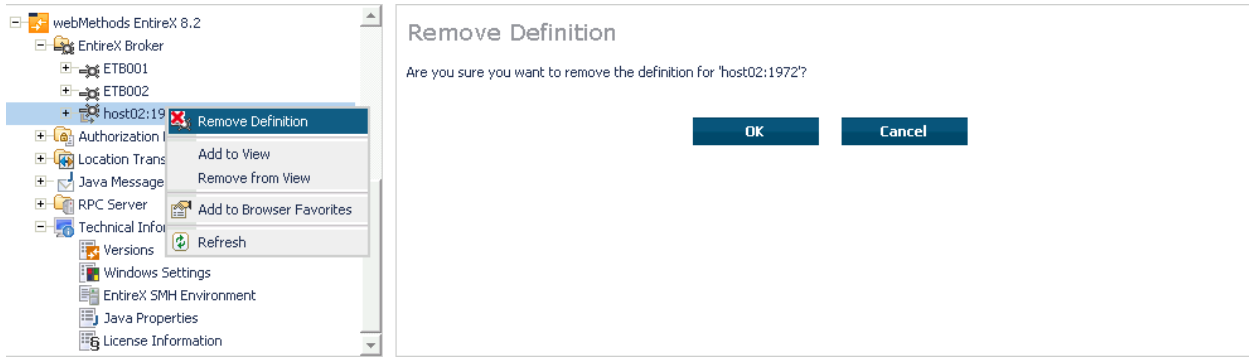 webMethods EntireX 8.2
EntireX Broker
ETB001
ETB002
host02:19
Authorization
Location Trans
Java Message
RPC Server
Technical Infor
Versions
Windows Settings
EntireX SMH Environment
Java Properties
License Information
Remove Definition
Add to View
Remove from View
Add to Browser Favorites
Refresh
Remove Definition
Are you sure you want to remove the definition for 'host02:1972'?
OK
Cancel